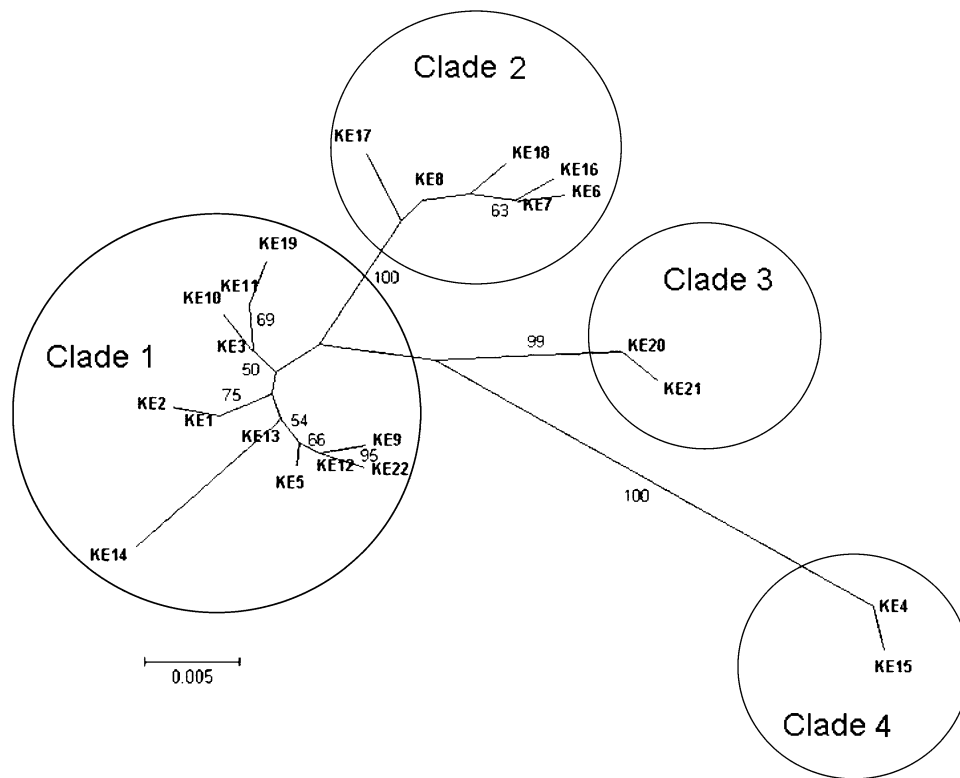 Clade 2
KE17
KE18
KE16
KE8
KE6
KE7
63
100
KE19
KE11
KE10
69
KE3
50
Clade 1
75
KE2
KE1
54
KE13
66
KE9
95
KE12
KE22
KE5
KE14
Clade 3
99
KE20
KE21
100
KE4
KE15
Clade 4
0.005